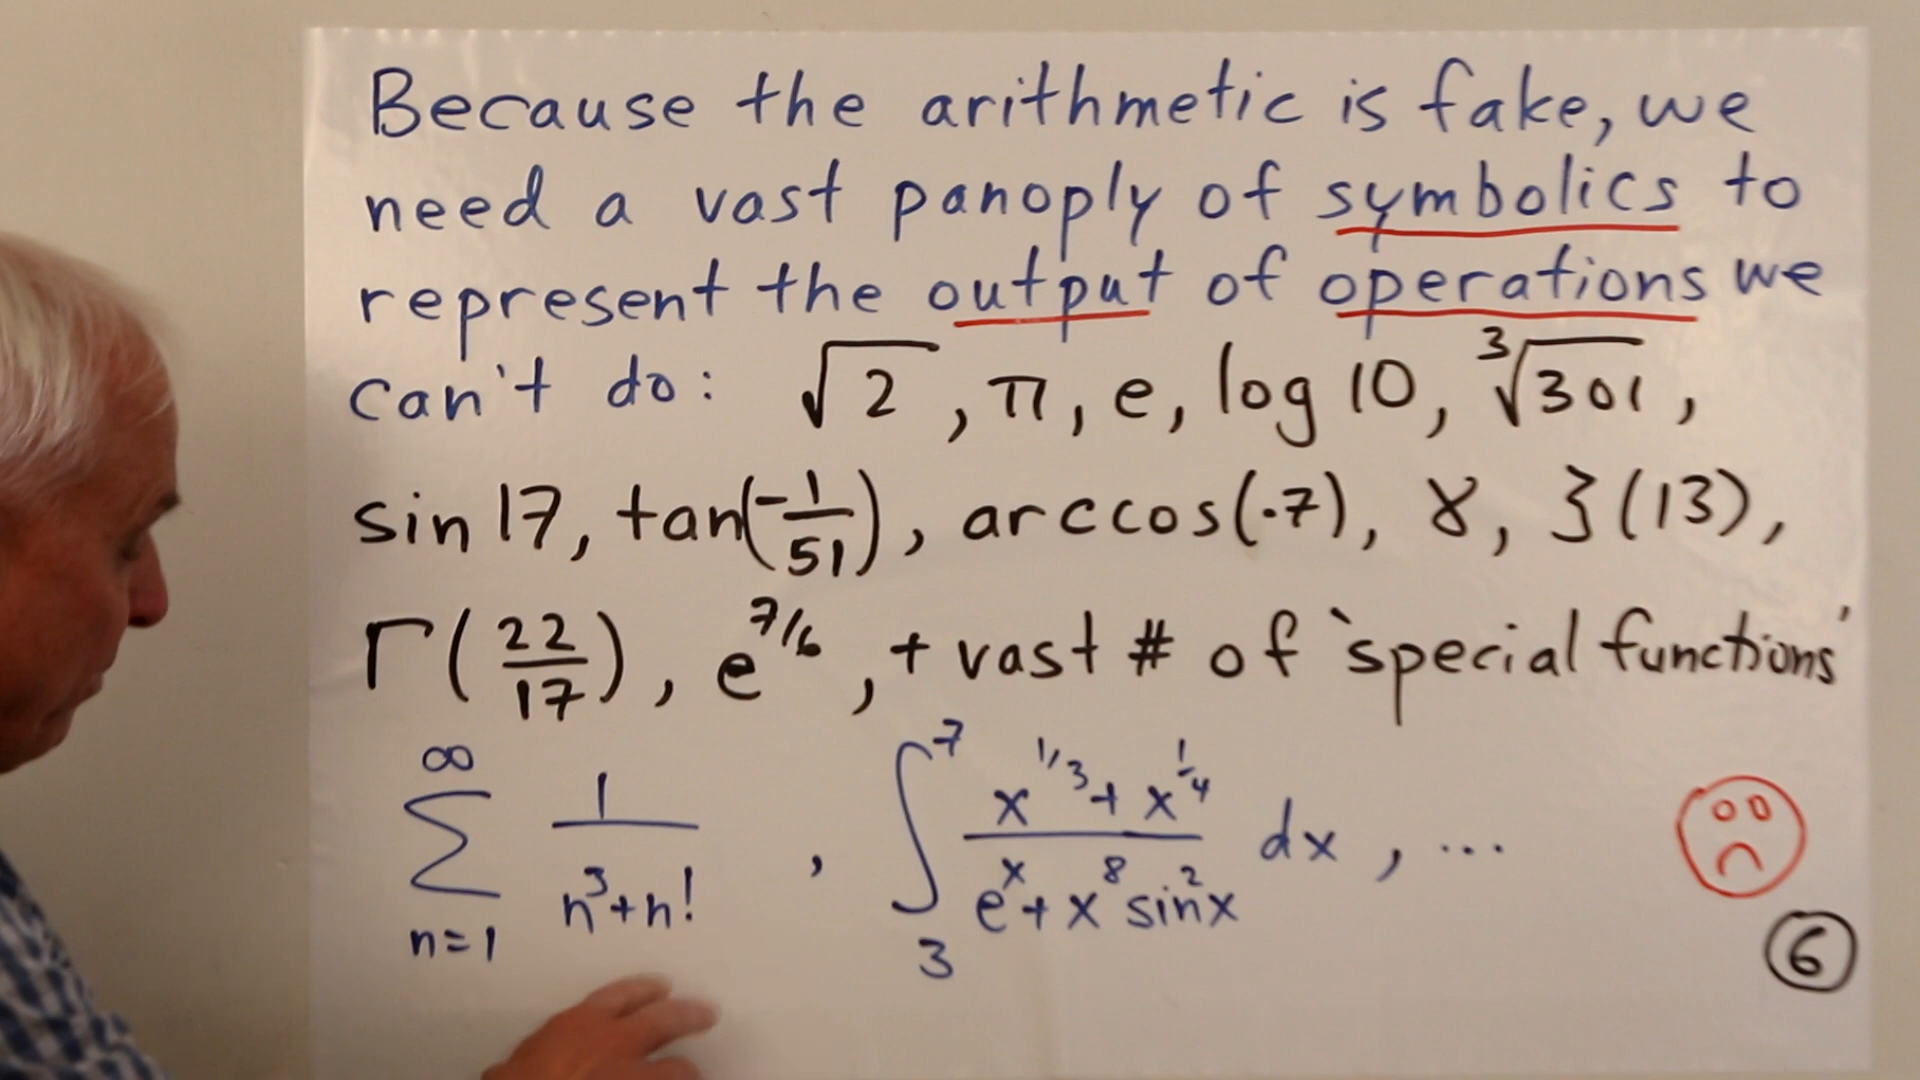 Because the arithmetic is fake, we
need a vast panoply of symbolics to
represent the output of operations we
can't do: √2, π, e, log 10, ∛301,
sin 17, tan(-1/51), arccos(.7), γ, ζ(13),
Γ(22/17), e^7/6, + vast # of 'special functions'
∑_{n=1}^{∞} 1/(n³+n!), ∫_3^7 (x^{1/3} + x^{1/4})/(e^x + x^8 sin²x) dx, ...
6